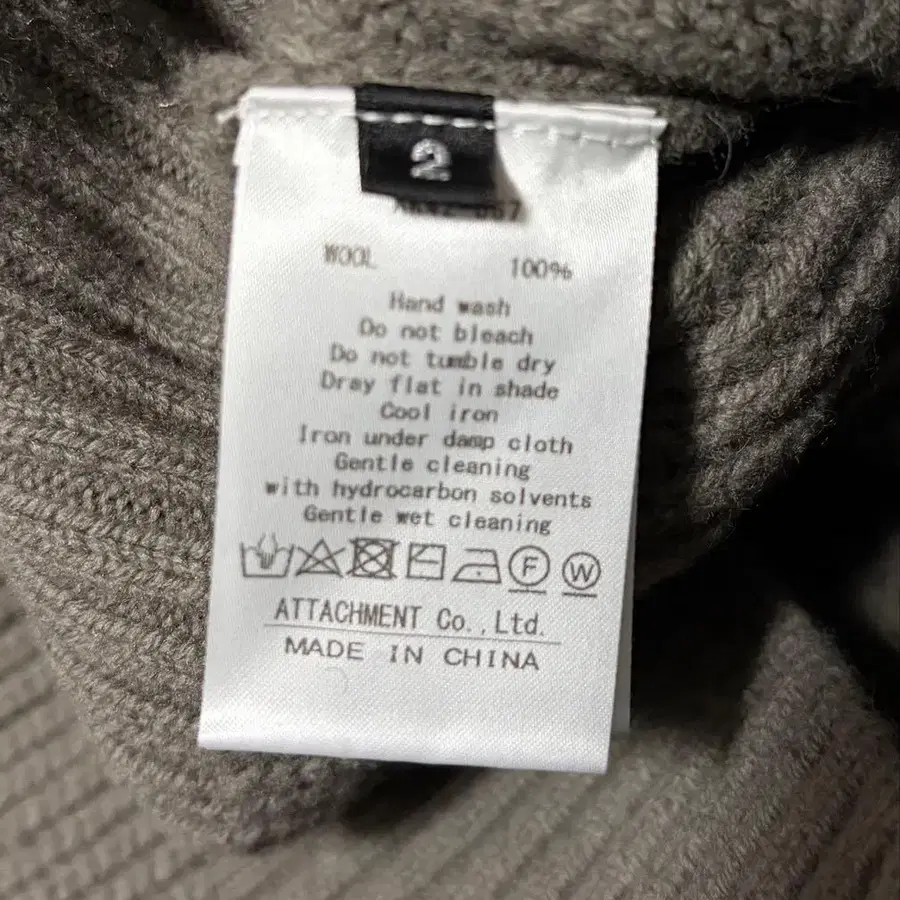 2
WOOL 100%
Hand wash
Do not bleach
Do not tumble dry
Dray flat in shade
Cool iron
Iron under damp cloth
Gentle cleaning
with hydrocarbon solvents
Gentle wet cleaning
F W
ATTACHMENT Co.,Ltd.
MADE IN CHINA